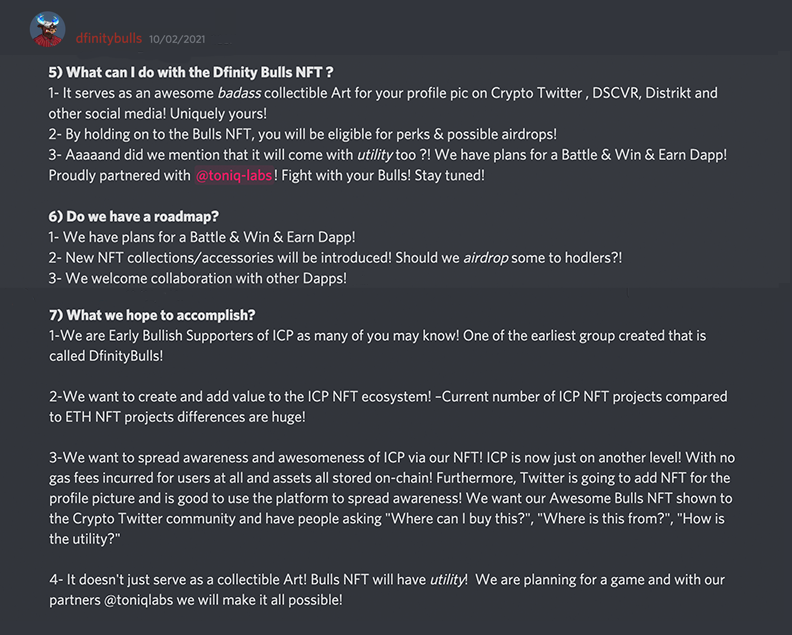 dfinitybulls 10/02/2021
5) What can I do with the Dfinity Bulls NFT ?
1- It serves as an awesome badass collectible Art for your profile pic on Crypto Twitter , DSCVR, Distrikt and
other social media! Uniquely yours!
2- By holding on to the Bulls NFT, you will be eligible for perks & possible airdrops!
3- Aaaaand did we mention that it will come with utility too ?! We have plans for a Battle & Win & Earn Dapp!
Proudly partnered with @toniq-labs! Fight with your Bulls! Stay tuned!
6) Do we have a roadmap?
1- We have plans for a Battle & Win & Earn Dapp!
2- New NFT collections/accessories will be introduced! Should we airdrop some to hodlers?!
3- We welcome collaboration with other Dapps!
7) What we hope to accomplish?
1-We are Early Bullish Supporters of ICP as many of you may know! One of the earliest group created that is
called DfinityBulls!
2-We want to create and add value to the ICP NFT ecosystem! –Current number of ICP NFT projects compared
to ETH NFT projects differences are huge!
3-We want to spread awareness and awesomeness of ICP via our NFT! ICP is now just on another level! With no
gas fees incurred for users at all and assets all stored on-chain! Furthermore, Twitter is going to add NFT for the
profile picture and is good to use the platform to spread awareness! We want our Awesome Bulls NFT shown to
the Crypto Twitter community and have people asking "Where can I buy this?", "Where is this from?", "How is
the utility?"
4- It doesn't just serve as a collectible Art! Bulls NFT will have utility!  We are planning for a game and with our
partners @toniqlabs we will make it all possible!